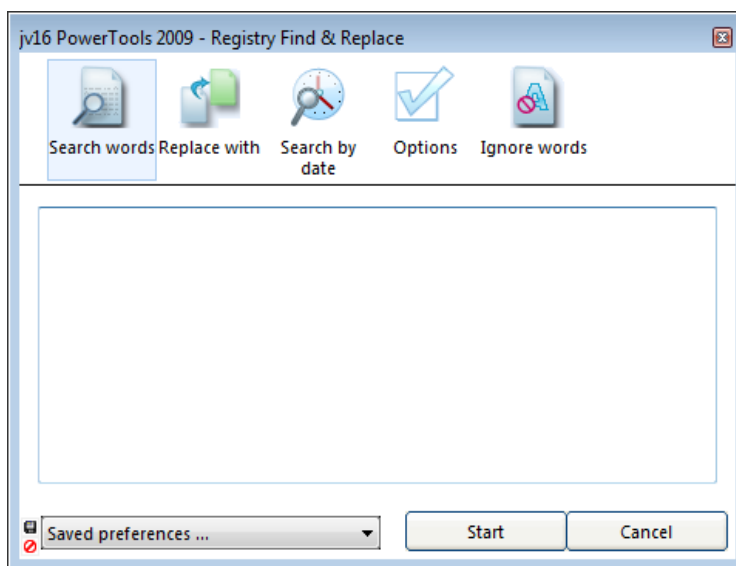 jv16 PowerTools 2009 - Registry Find & Replace
Search words Replace with Search by date Options Ignore words
Saved preferences ... Start Cancel